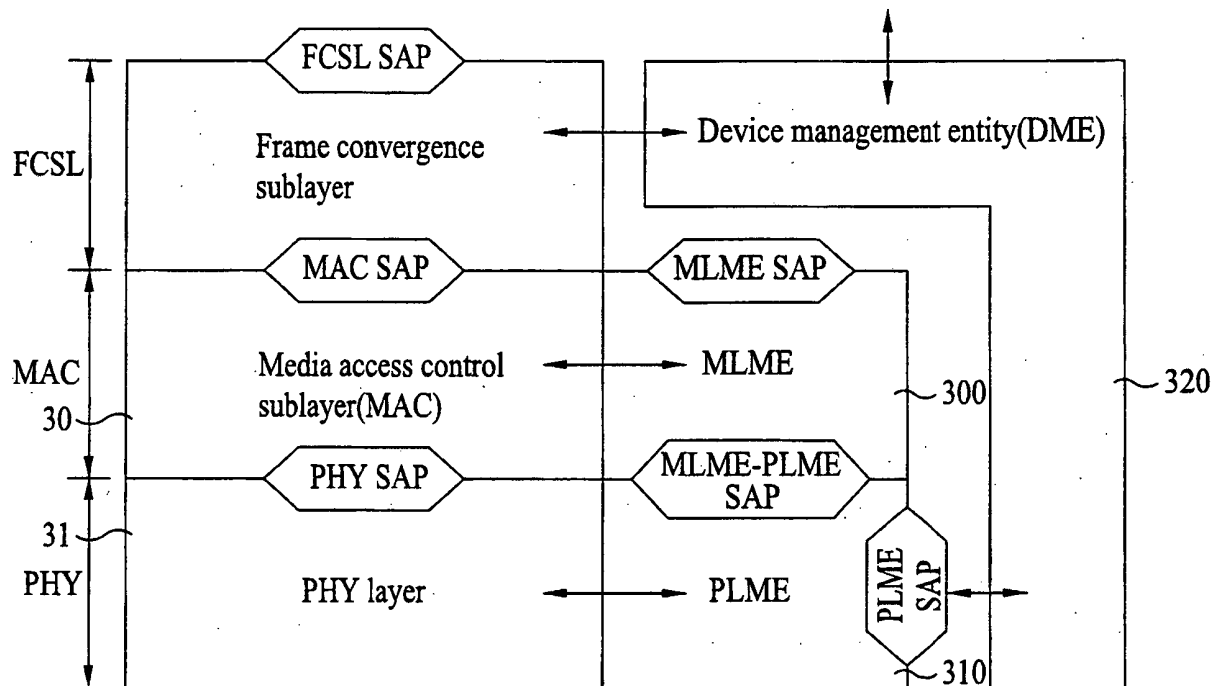 FCSL SAP
Device management entity(DME)
Frame convergence
sublayer
FCSL
MAC SAP
MLME SAP
MAC
Media access control
sublayer(MAC)
MLME
30
300
320
PHY SAP
MLME-PLME
SAP
31
PHY
PHY layer
PLME
PLME
SAP
310